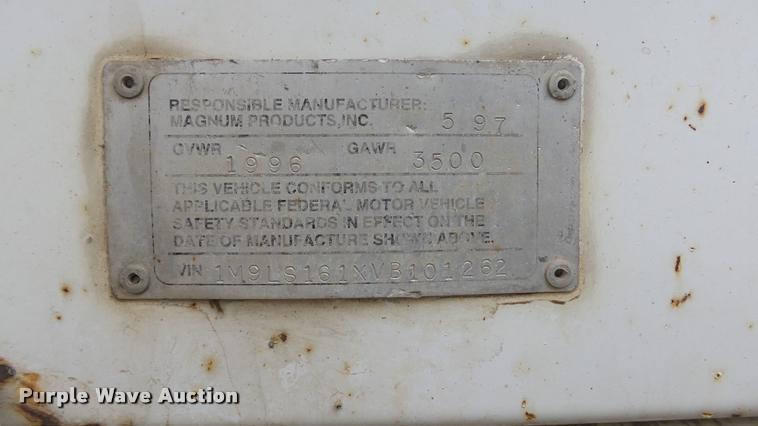 RESPONSIBLE MANUFACTURER:
MAGNUM PRODUCTS, INC. 5 97
GVWR 1996 GAWR 3500
THIS VEHICLE CONFORMS TO ALL
APPLICABLE FEDERAL MOTOR VEHICLE
SAFETY STANDARDS IN EFFECT ON THE
DATE OF MANUFACTURE SHOWN ABOVE.
VIN 1M9LS161XVB101262
Purple Wave Auction